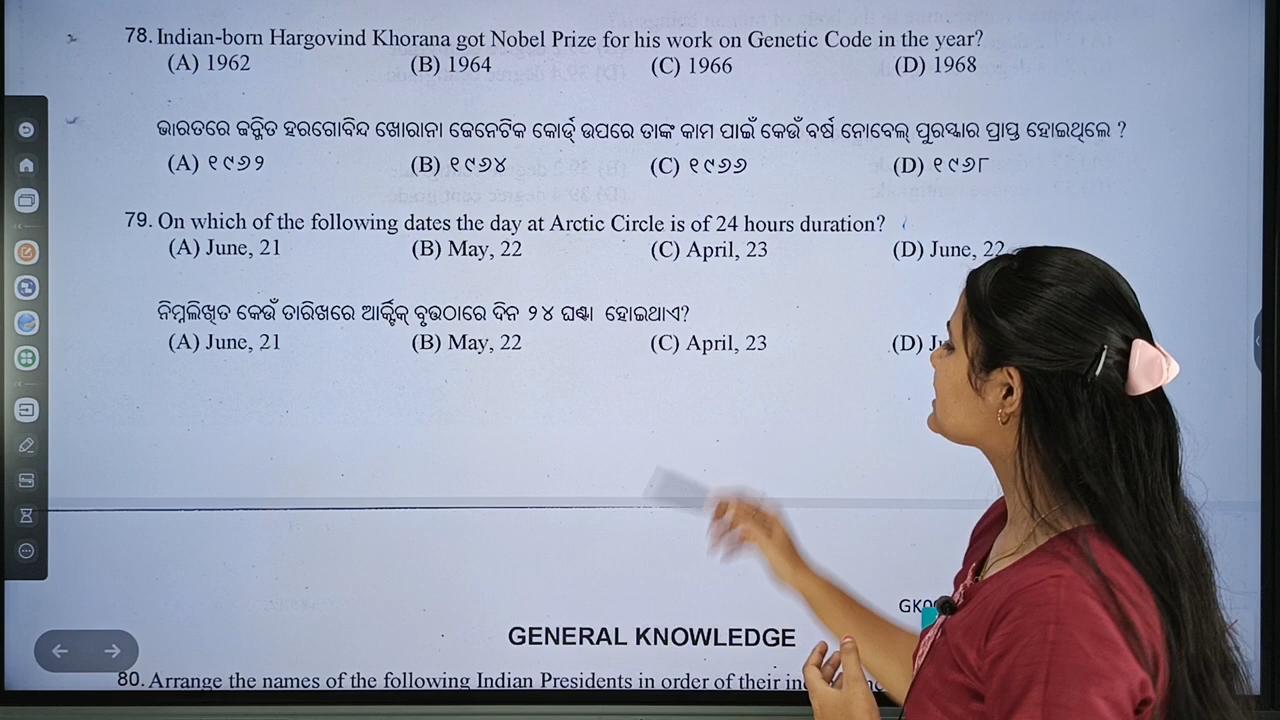 78. Indian-born Hargovind Khorana got Nobel Prize for his work on Genetic Code in the year?
(A) 1962 (B) 1964 (C) 1966 (D) 1968
ଭାରତରେ ଜନ୍ମିତ ହରଗୋବିନ୍ଦ ଖୋରାନା ଜେନେଟିକ କୋର୍ଡ୍ ଉପରେ ତାଙ୍କ କାମ ପାଇଁ କେଉଁ ବର୍ଷ ନୋବେଲ୍ ପୁରସ୍କାର ପ୍ରାପ୍ତ ହୋଇଥିଲେ ?
(A) ୧୯୬୨ (B) ୧୯୬୪ (C) ୧୯୬୬ (D) ୧୯୬୮
79. On which of the following dates the day at Arctic Circle is of 24 hours duration?
(A) June, 21 (B) May, 22 (C) April, 23 (D) June, 22
ନିମ୍ନଲିଖିତ କେଉଁ ତାରିଖରେ ଆର୍କ୍ଟିକ୍ ବୃତ୍ତଠାରେ ଦିନ ୨୪ ଘଣ୍ଟା ହୋଇଥାଏ?
(A) June, 21 (B) May, 22 (C) April, 23 (D)
GENERAL KNOWLEDGE
80. Arrange the names of the following Indian Presidents in order of their